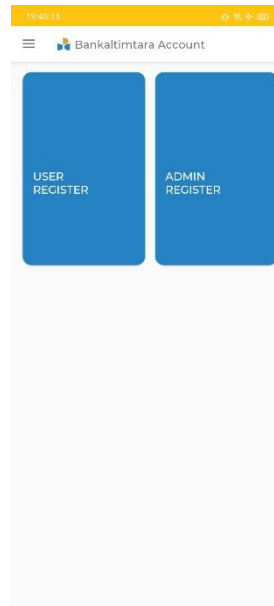 19:40:13
Bankaltimtara Account
USER
REGISTER
ADMIN
REGISTER